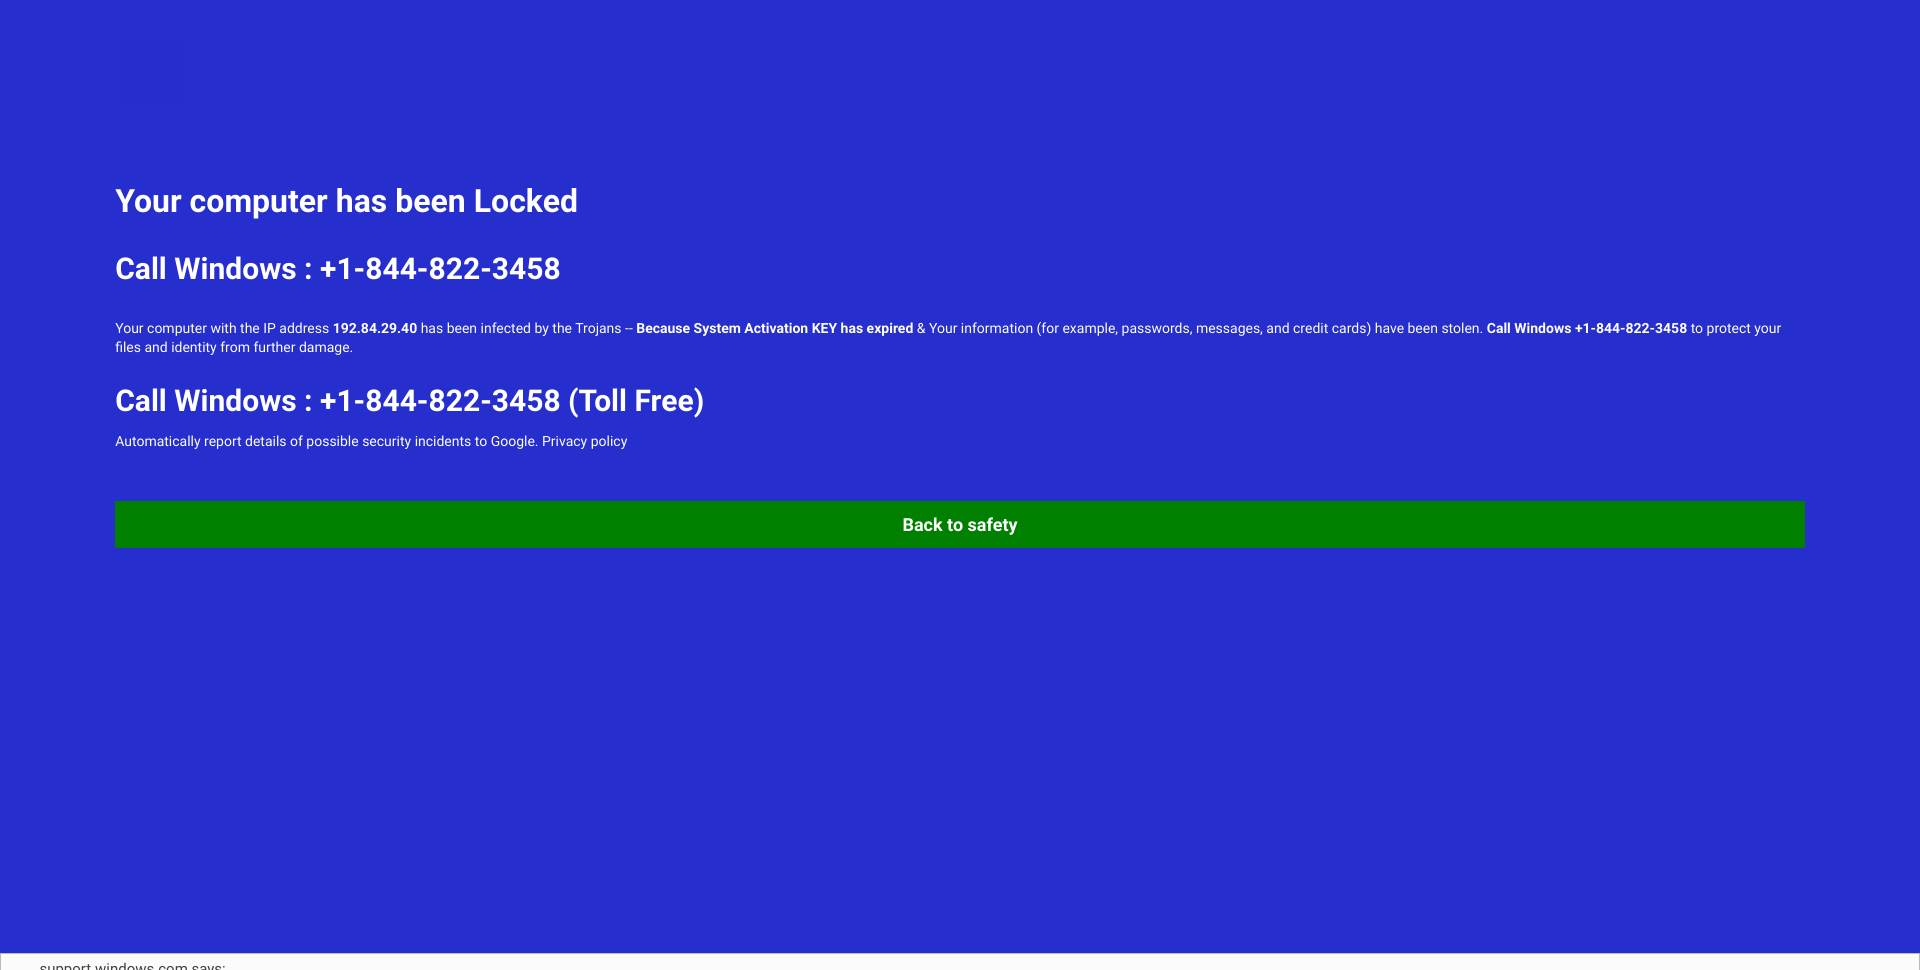 Your computer has been Locked
Call Windows : +1-844-822-3458
Your computer with the IP address 192.84.29.40 has been infected by the Trojans -- Because System Activation KEY has expired & Your information (for example, passwords, messages, and credit cards) have been stolen. Call Windows +1-844-822-3458 to protect your
files and identity from further damage.
Call Windows : +1-844-822-3458 (Toll Free)
Automatically report details of possible security incidents to Google. Privacy policy
Back to safety
support.windows.com says: